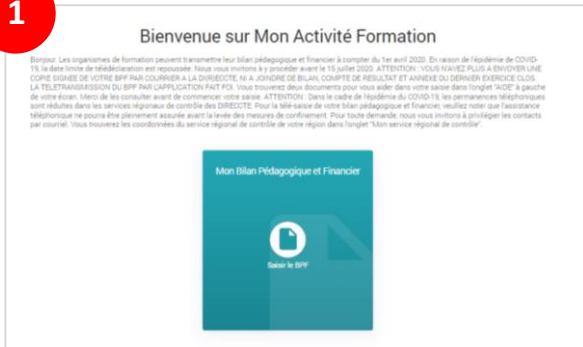 1
Bienvenue sur Mon Activité Formation
Bonjour. Les organismes de formation peuvent transmettre leur bilan pédagogique et financier à compter du 1er avril 2020. En raison de l'épidémie de COVID-
19, la date limite de télédéclaration est repoussée. Nous vous invitons à y procéder avant le 15 juillet 2020. ATTENTION : VOUS N'AVEZ PLUS A ENVOYER UNE
COPIE SIGNEE DE VOTRE BPF PAR COURRIER A LA DI(R)ECCTE, NI A JOINDRE DE BILAN, COMPTE DE RESULTAT ET ANNEXE DU DERNIER EXERCICE CLOS.
LA TELETRANSMISSION DU BPF PAR L'APPLICATION FAIT FOI. Vous trouverez deux documents pour vous aider dans votre saisie dans l'onglet "AIDE" à gauche
de votre écran. Merci de les consulter avant de commencer votre saisie. ATTENTION : Dans le cadre de l'épidémie du COVID-19, les permanences téléphoniques
sont réduites dans les services régionaux de contrôle des DIRECCTE. Pour la télé-saisie de votre bilan pédagogique et financier, veuillez noter que l'assistance
téléphonique ne pourra être pleinement assurée avant la levée des mesures de confinement. Pour toute demande, nous vous invitons à privilégier les contacts
par courriel. Vous trouverez les coordonnées du service régional de contrôle de votre région dans l'onglet "Mon service régional de contrôle".
Mon Bilan Pédagogique et Financier
Saisir le BPF